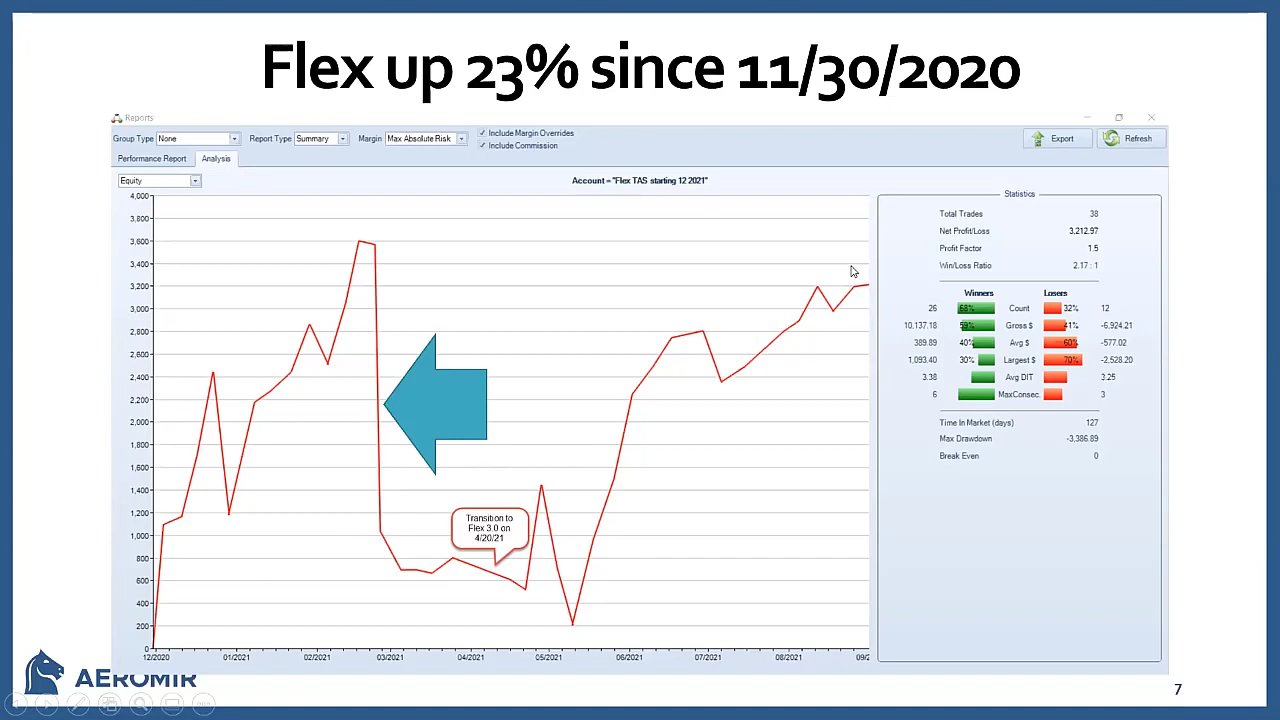 Flex up 23% since 11/30/2020
Reports
Group Type None Report Type Summary Margin Max Absolute Risk Include Margin Overrides
Include Commission
Export Refresh
Performance Report Analysis
Equity
Account = "Flex TAS starting 12 2021"
4,000
3,800
3,600
3,400
3,200
3,000
2,800
2,600
2,400
2,200
2,000
1,800
1,600
1,400
1,200
1,000
800
600
400
200
0
12/2020 01/2021 02/2021 03/2021 04/2021 05/2021 06/2021 07/2021 08/2021 09/2
Transition to
Flex 3.0 on
4/20/21
Statistics
Total Trades 38
Net Profit/Loss 3,212.97
Profit Factor 1.5
Win/Loss Ratio 2.17 : 1
Winners Losers
26 68% Count 32% 12
10,137.18 59% Gross $ 41% -6,924.21
389.89 40% Avg $ 60% -577.02
1,093.40 30% Largest $ 70% -2,528.20
3.38 Avg DIT 3.25
6 MaxConsec. 3
Time In Market (days) 127
Max Drawdown -3,386.89
Break Even 0
AEROMIR
7